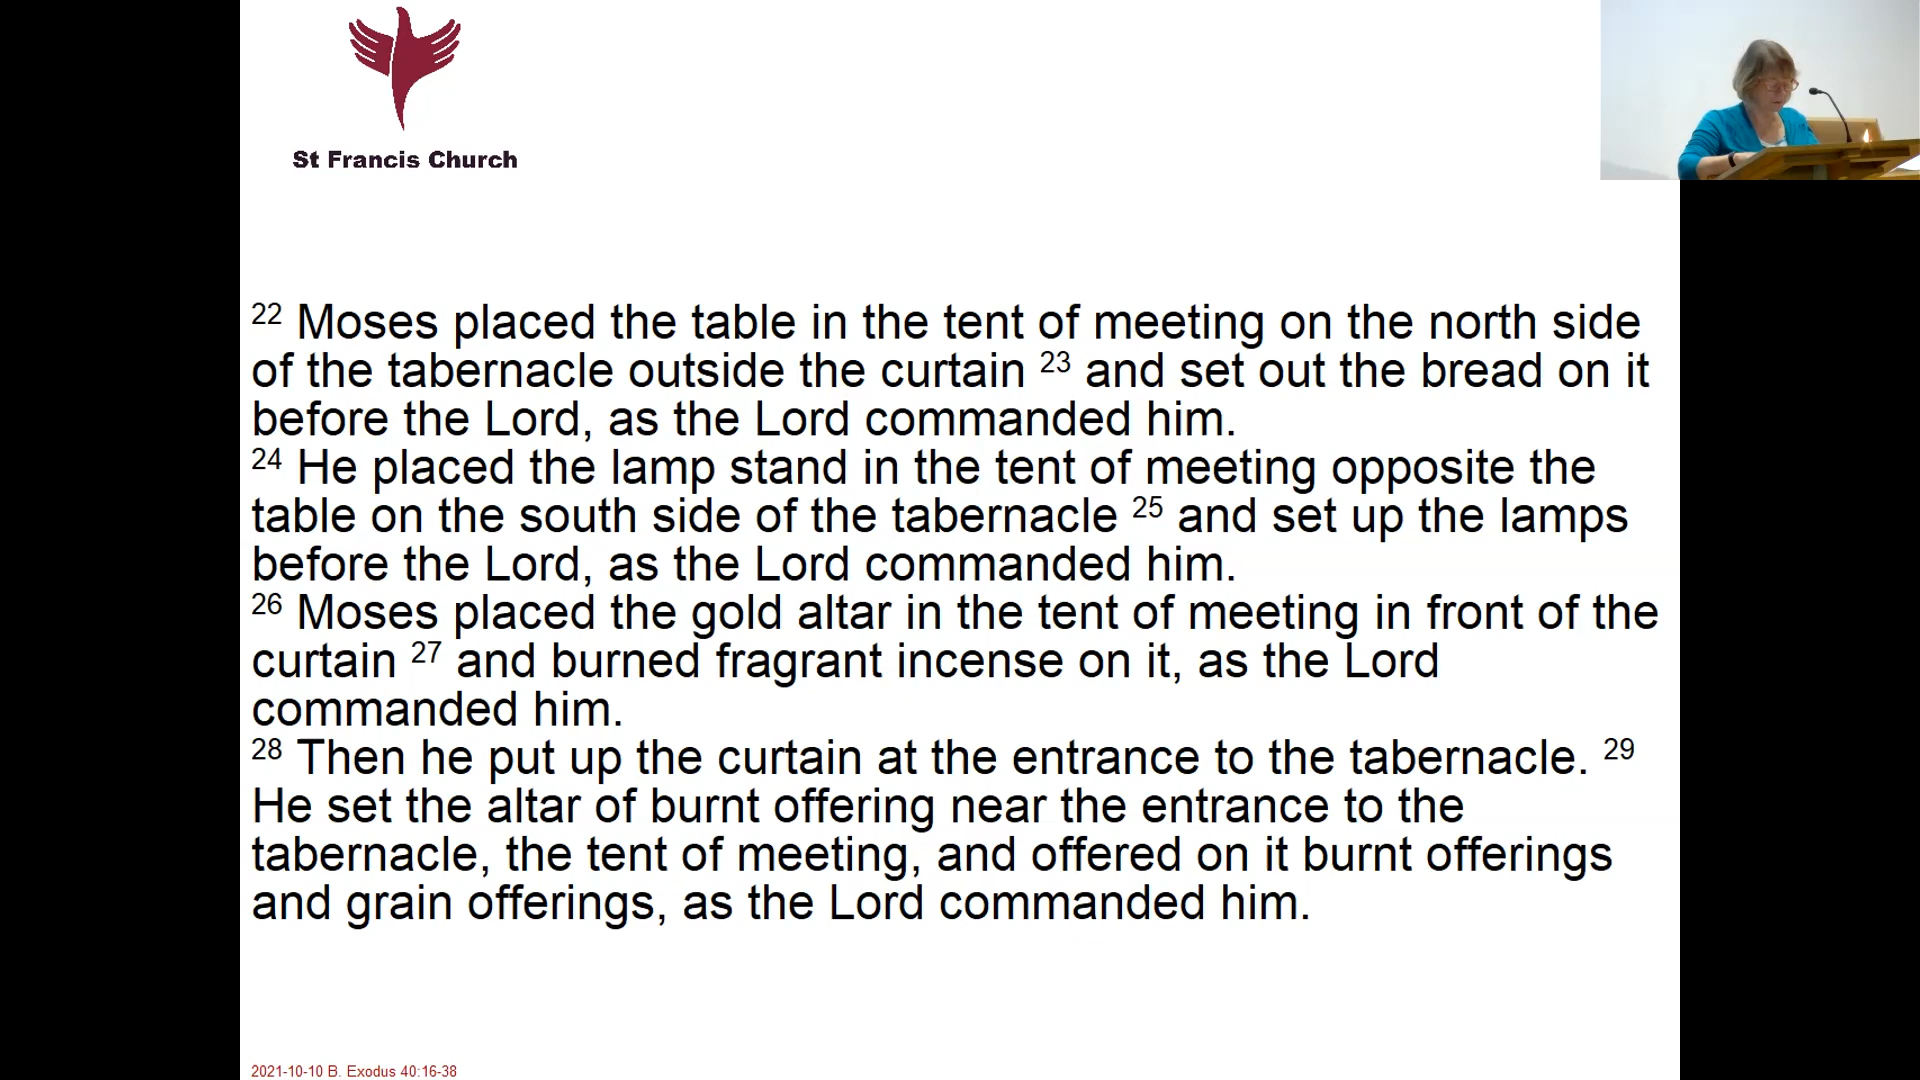 St Francis Church
22 Moses placed the table in the tent of meeting on the north side
of the tabernacle outside the curtain 23 and set out the bread on it
before the Lord, as the Lord commanded him.
24 He placed the lamp stand in the tent of meeting opposite the
table on the south side of the tabernacle 25 and set up the lamps
before the Lord, as the Lord commanded him.
26 Moses placed the gold altar in the tent of meeting in front of the
curtain 27 and burned fragrant incense on it, as the Lord
commanded him.
28 Then he put up the curtain at the entrance to the tabernacle. 29
He set the altar of burnt offering near the entrance to the
tabernacle, the tent of meeting, and offered on it burnt offerings
and grain offerings, as the Lord commanded him.
2021-10-10 B. Exodus 40:16-38